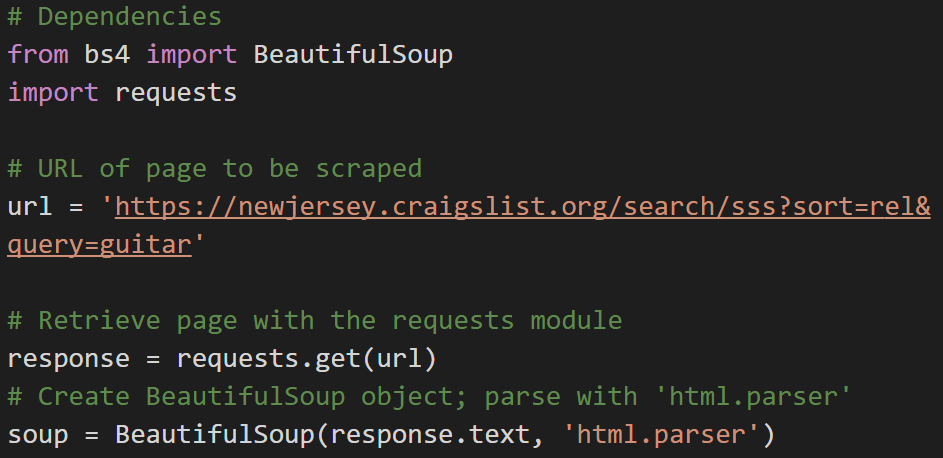 # Dependencies
from bs4 import BeautifulSoup
import requests
# URL of page to be scraped
url = 'https://newjersey.craigslist.org/search/sss?sort=rel&
query=guitar'
# Retrieve page with the requests module
response = requests.get(url)
# Create BeautifulSoup object; parse with 'html.parser'
soup = BeautifulSoup(response.text, 'html.parser')